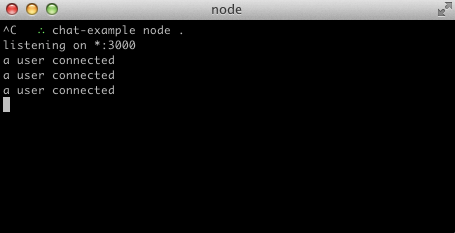 node
^C ∴ chat-example node .
listening on *:3000
a user connected
a user connected
a user connected